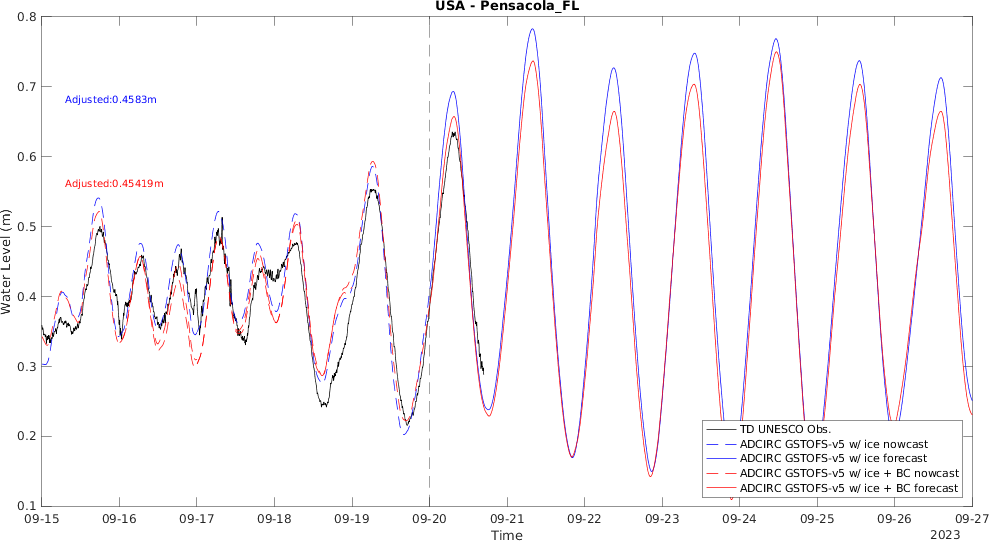 USA - Pensacola_FL
0.8
0.7
0.6
0.5
0.4
0.3
0.2
0.1
Water Level (m)
Adjusted:0.4583m
Adjusted:0.45419m
TD UNESCO Obs.
ADCIRC GSTOFS-v5 w/ ice nowcast
ADCIRC GSTOFS-v5 w/ ice forecast
ADCIRC GSTOFS-v5 w/ ice + BC nowcast
ADCIRC GSTOFS-v5 w/ ice + BC forecast
09-15 09-16 09-17 09-18 09-19 09-20 09-21 09-22 09-23 09-24 09-25 09-26 09-27
Time
2023